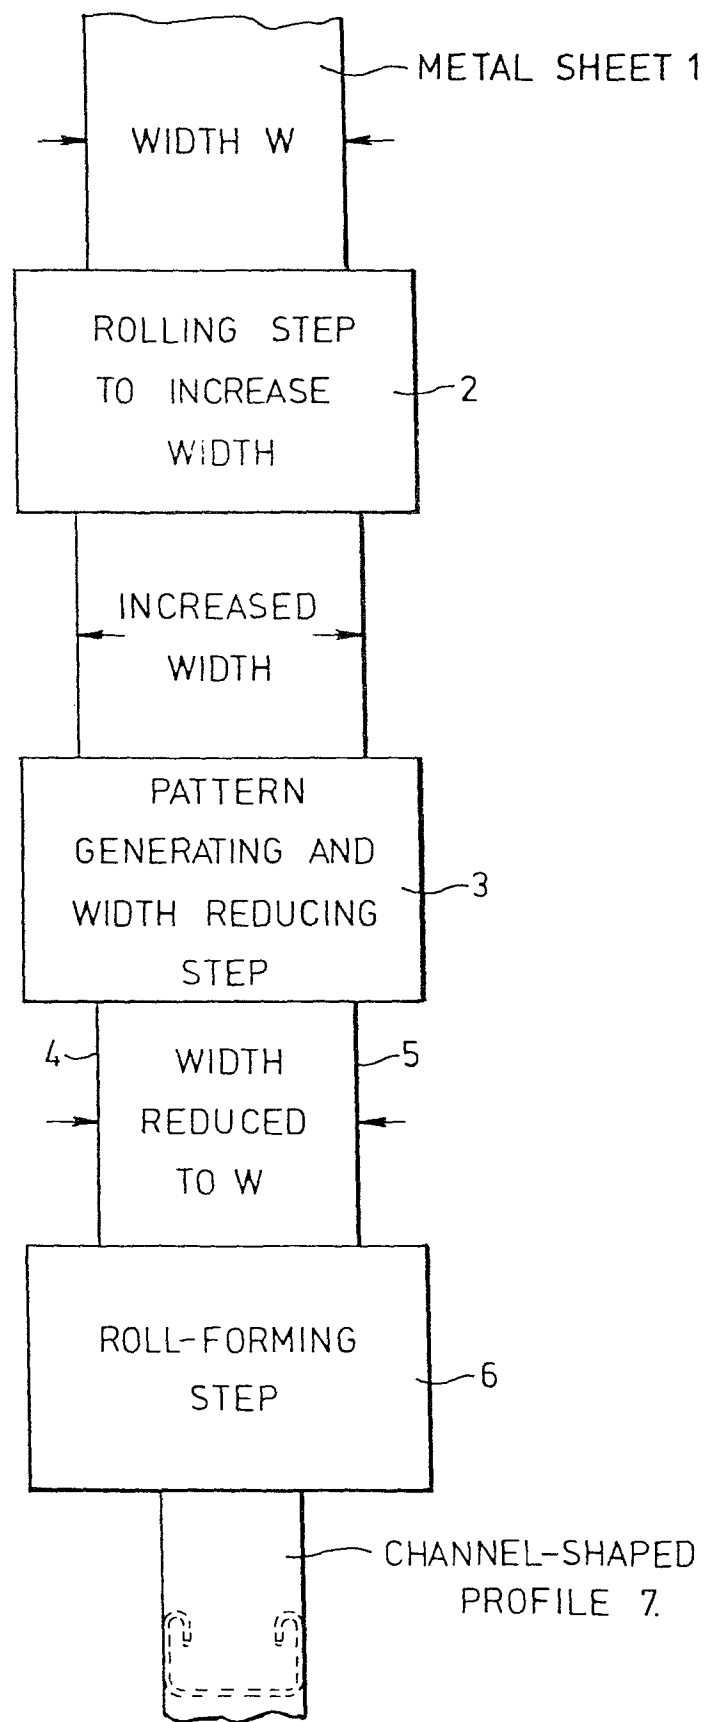 METAL SHEET 1
WIDTH W
ROLLING STEP
TO INCREASE
WIDTH
2
INCREASED
WIDTH
PATTERN
GENERATING AND
WIDTH REDUCING
STEP
3
4
WIDTH
5
REDUCED
TO W
ROLL-FORMING
STEP
6
CHANNEL-SHAPED
PROFILE 7.